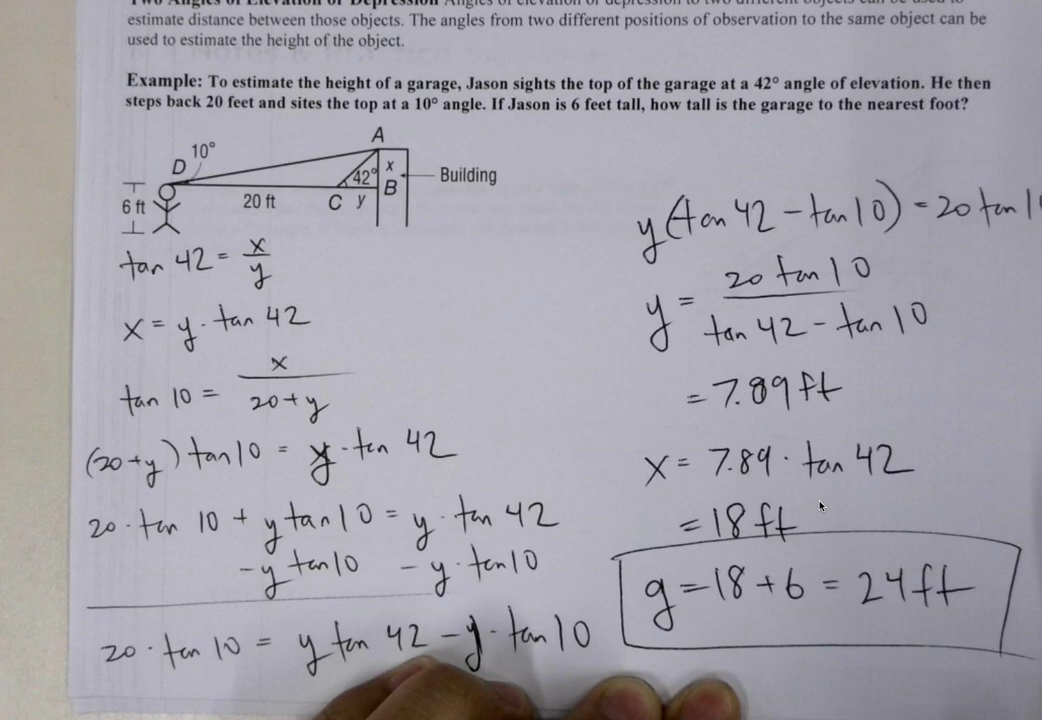 estimate distance between those objects. The angles from two different positions of observation to the same object can be
used to estimate the height of the object.
Example: To estimate the height of a garage, Jason sights the top of the garage at a 42° angle of elevation. He then
steps back 20 feet and sites the top at a 10° angle. If Jason is 6 feet tall, how tall is the garage to the nearest foot?
A
10°
D
x
42°
B
Building
6 ft
20 ft
C y
tan 42 = x/y
x = y · tan 42
tan 10 = x/(20+y)
(20+y) tan 10 = y · tan 42
20 · tan 10 + y tan 10 = y · tan 42
-y tan 10 - y · tan 10
20 · tan 10 = y tan 42 - y · tan 10
y(tan 42 - tan 10) = 20 tan 1
y = 20 tan 10/(tan 42 - tan 10)
= 7.89 ft
x = 7.89 · tan 42
= 18 ft
g = 18 + 6 = 24 ft